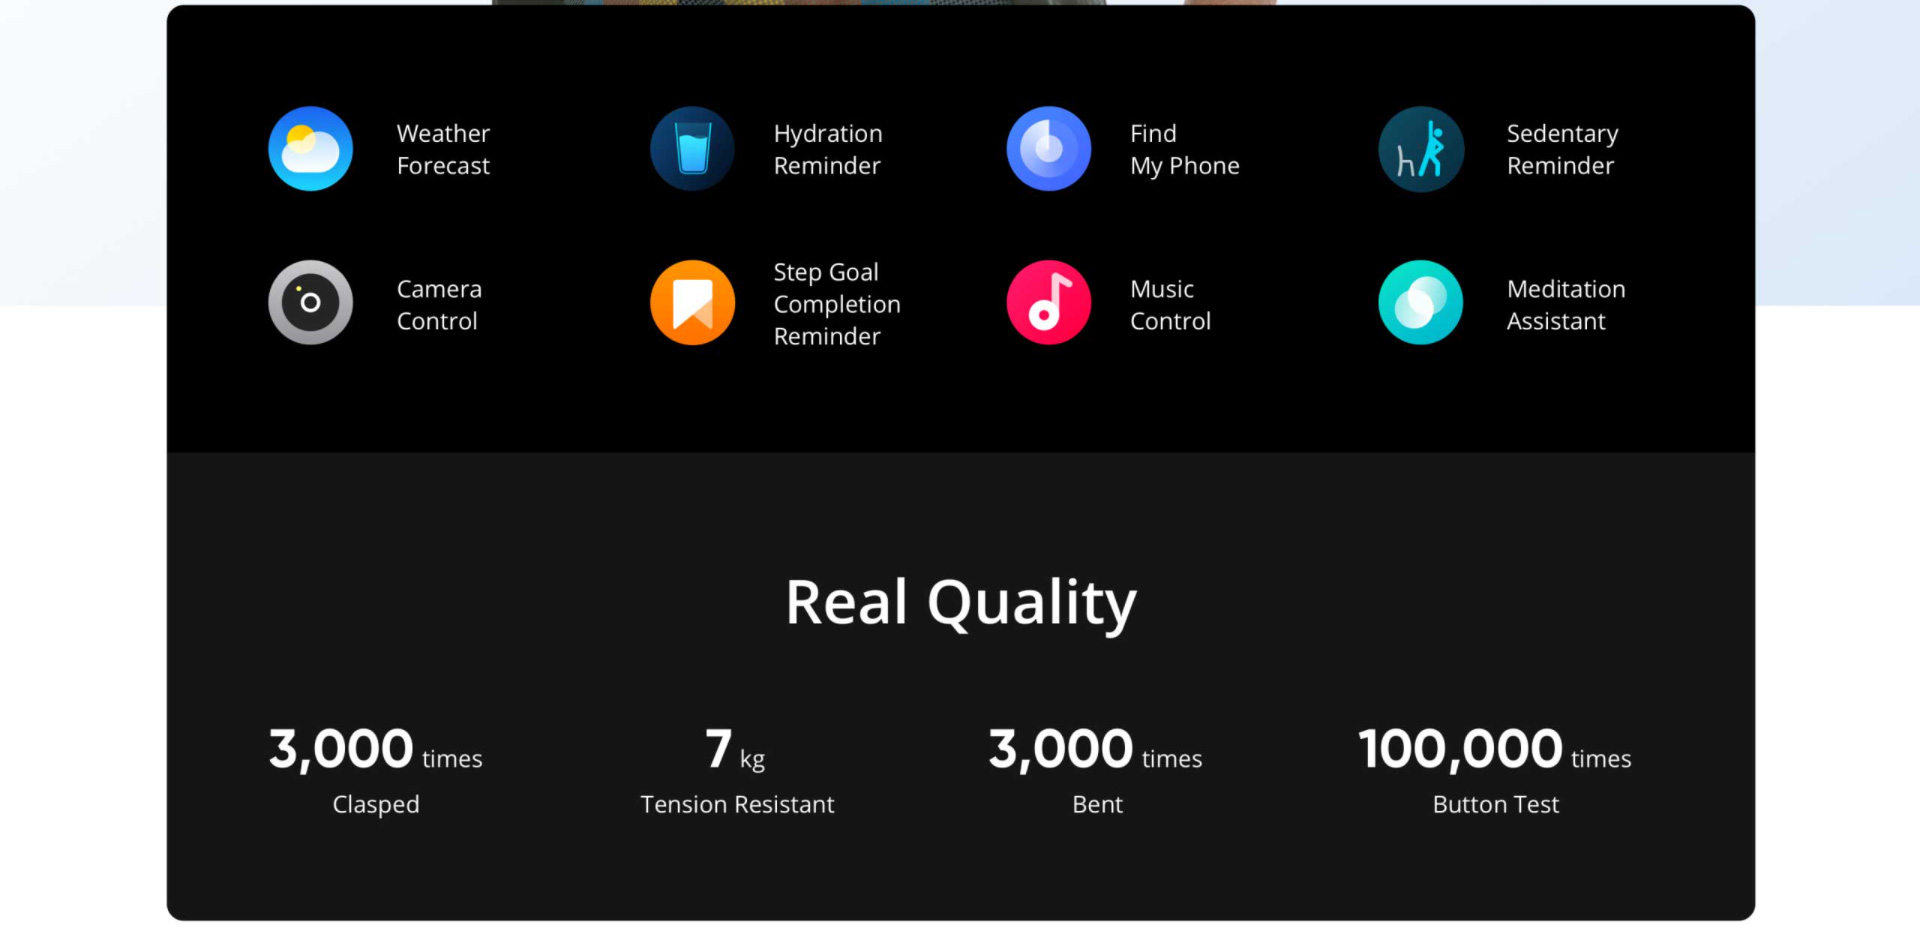 Weather
Forecast
Hydration
Reminder
Find
My Phone
Sedentary
Reminder
Camera
Control
Step Goal
Completion
Reminder
Music
Control
Meditation
Assistant
Real Quality
3,000 times
Clasped
7 kg
Tension Resistant
3,000 times
Bent
100,000 times
Button Test